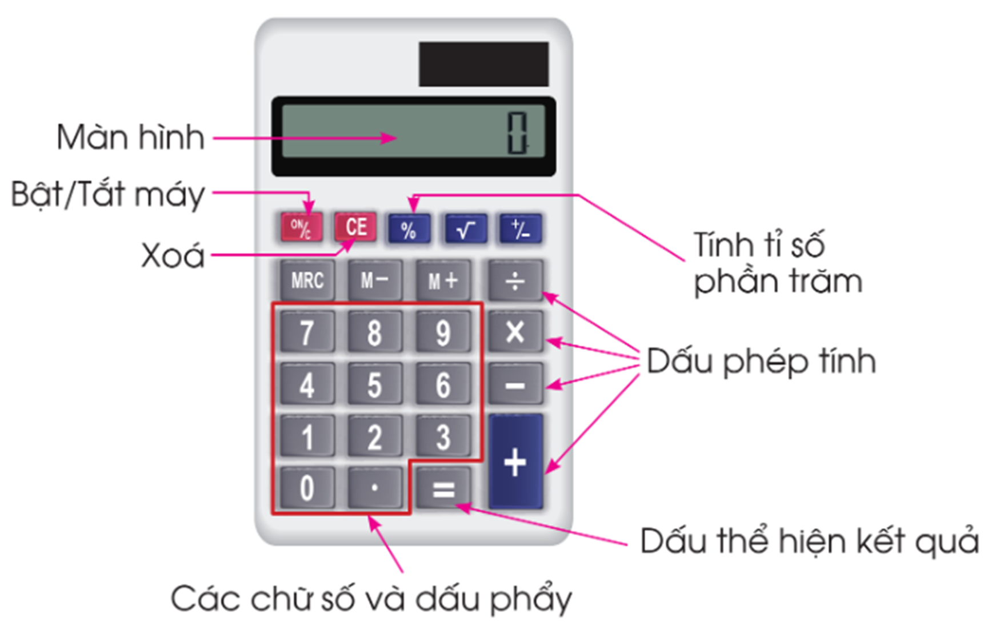 0.
Màn hình
Bật/Tắt máy
ON/C CE % √ +/-
Xoá
Tính tỉ số
phần trăm
MRC M− M+ ÷
7 8 9 ×
Dấu phép tính
4 5 6 −
1 2 3
+
0 . =
Dấu thể hiện kết quả
Các chữ số và dấu phẩy